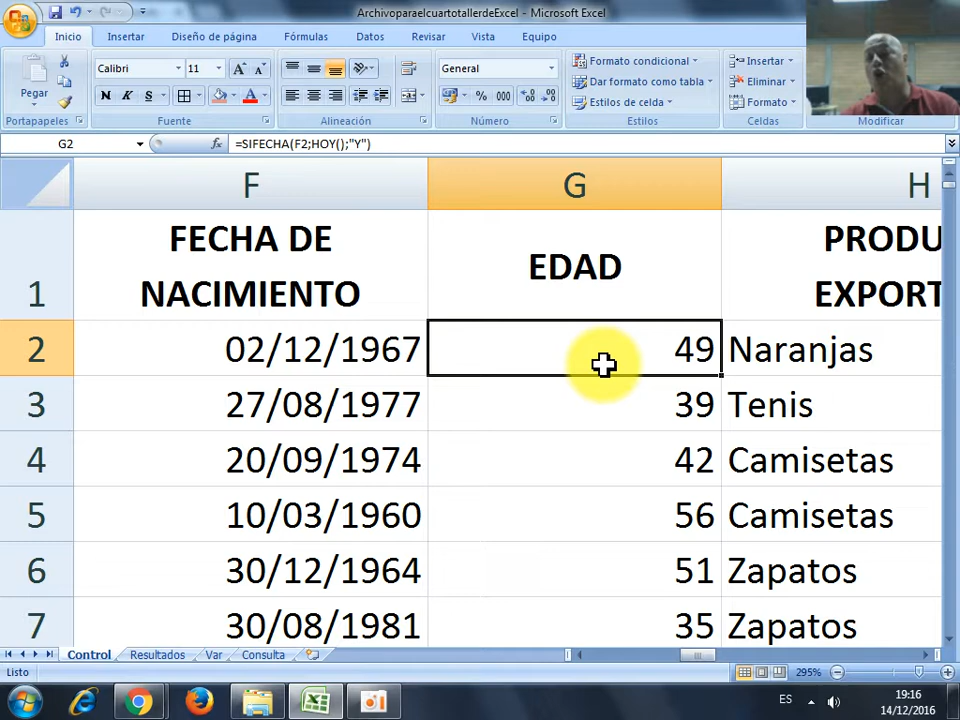 ArchivoparaelcuartotallerdeExcel - Microsoft Excel
Inicio Insertar Diseño de página Fórmulas Datos Revisar Vista Equipo
Pegar
Calibri 11
N K S
General
% 000
Formato condicional
Dar formato como tabla
Estilos de celda
Insertar
Eliminar
Formato
Portapapeles Fuente Alineación Número Estilos Celdas Modificar
G2 fx =SIFECHA(F2;HOY();"Y")
F G H
1 FECHA DE NACIMIENTO EDAD PRODU EXPORT
2 02/12/1967 49 Naranjas
3 27/08/1977 39 Tenis
4 20/09/1974 42 Camisetas
5 10/03/1960 56 Camisetas
6 30/12/1964 51 Zapatos
7 30/08/1981 35 Zapatos
Control Resultados Var Consulta
Listo 295%
ES 19:16
14/12/2016